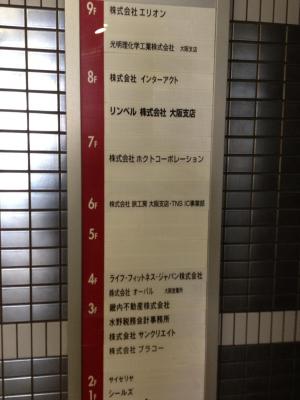 9F 株式会社 エリオン
光明理化学工業株式会社 大阪支店
8F 株式会社 インターアクト
リンベル 株式会社 大阪支店
7F
株式会社 ホクトコーポレーション
6F 株式会社 旅工房 大阪支店・TNS IC事業部
5F
4F ライフ・フィットネス・ジャパン株式会社
株式会社 オーパル 大阪営業所
3F 畿内不動産株式会社
水野税務会計事務所
株式会社 サンクリエイト
株式会社 プラコー
2F サイゼリヤ
1F シールズ